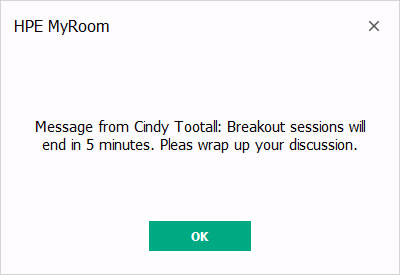 HPE MyRoom
Message from Cindy Tootall: Breakout sessions will
end in 5 minutes. Pleas wrap up your discussion.
OK